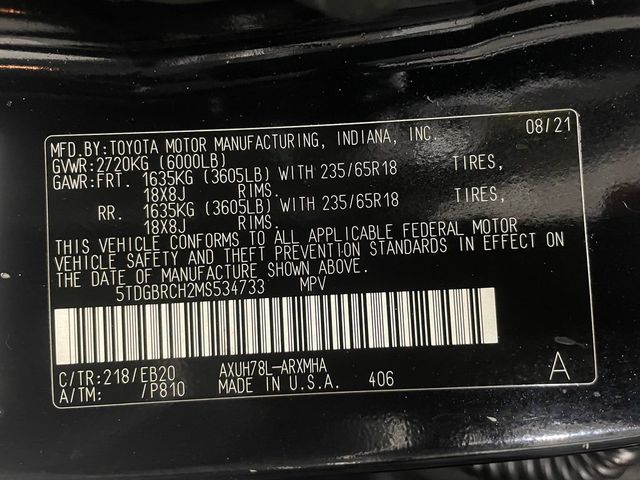 MFD.BY:TOYOTA MOTOR MANUFACTURING, INDIANA, INC. 08/21
GVWR:2720KG (6000LB)
GAWR:FRT. 1635KG (3605LB) WITH 235/65R18 TIRES,
18X8J RIMS.
RR. 1635KG (3605LB) WITH 235/65R18 TIRES,
18X8J RIMS.
THIS VEHICLE CONFORMS TO ALL APPLICABLE FEDERAL MOTOR
VEHICLE SAFETY AND THEFT PREVENTION STANDARDS IN EFFECT ON
THE DATE OF MANUFACTURE SHOWN ABOVE.
5TDGBRCH2MS534733 MPV
C/TR:218/EB20 AXUH78L-ARXMHA
A/TM: /P810 MADE IN U.S.A. 406 A